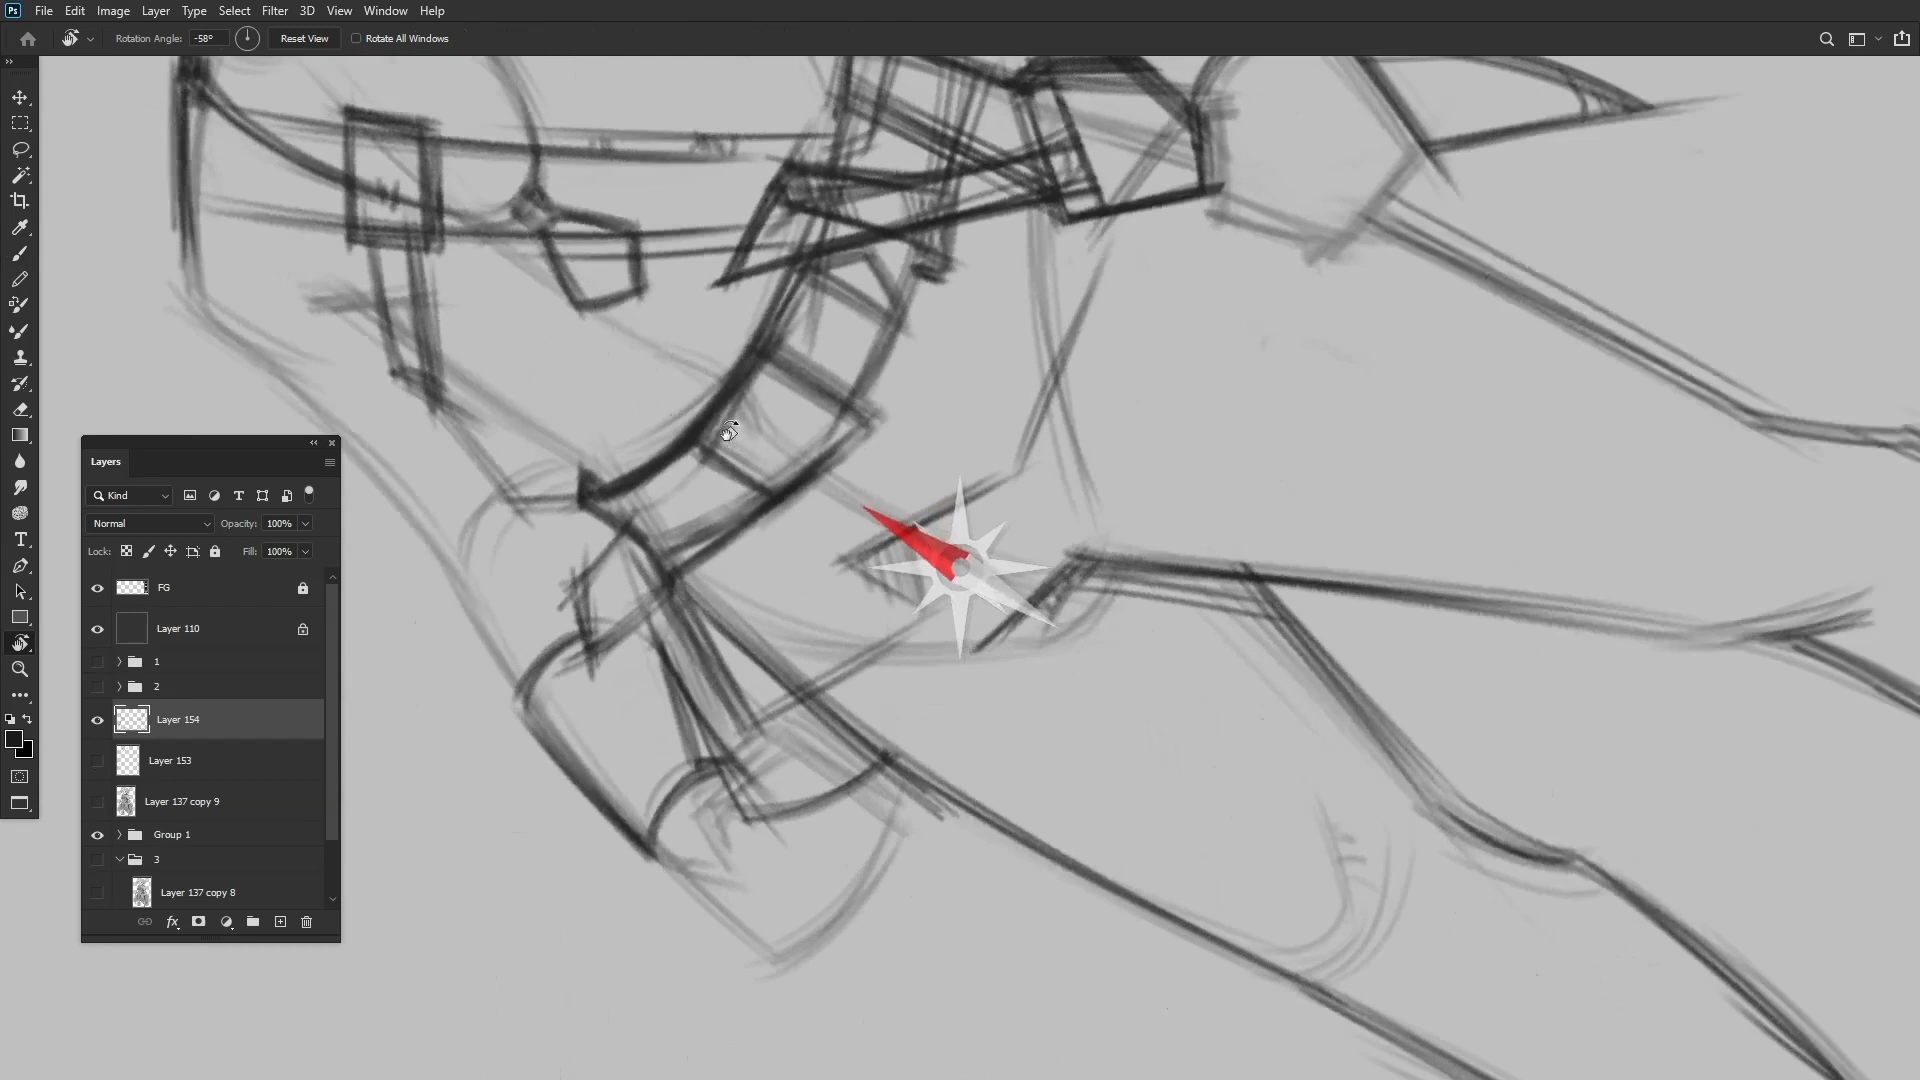 Ps File Edit Image Layer Type Select Filter 3D View Window Help
Rotation Angle: -58° Reset View Rotate All Windows
Layers
Kind
Normal Opacity: 100%
Lock: Fill: 100%
FG
Layer 110
1
2
Layer 154
Layer 153
Layer 137 copy 9
Group 1
3
Layer 137 copy 8
fx